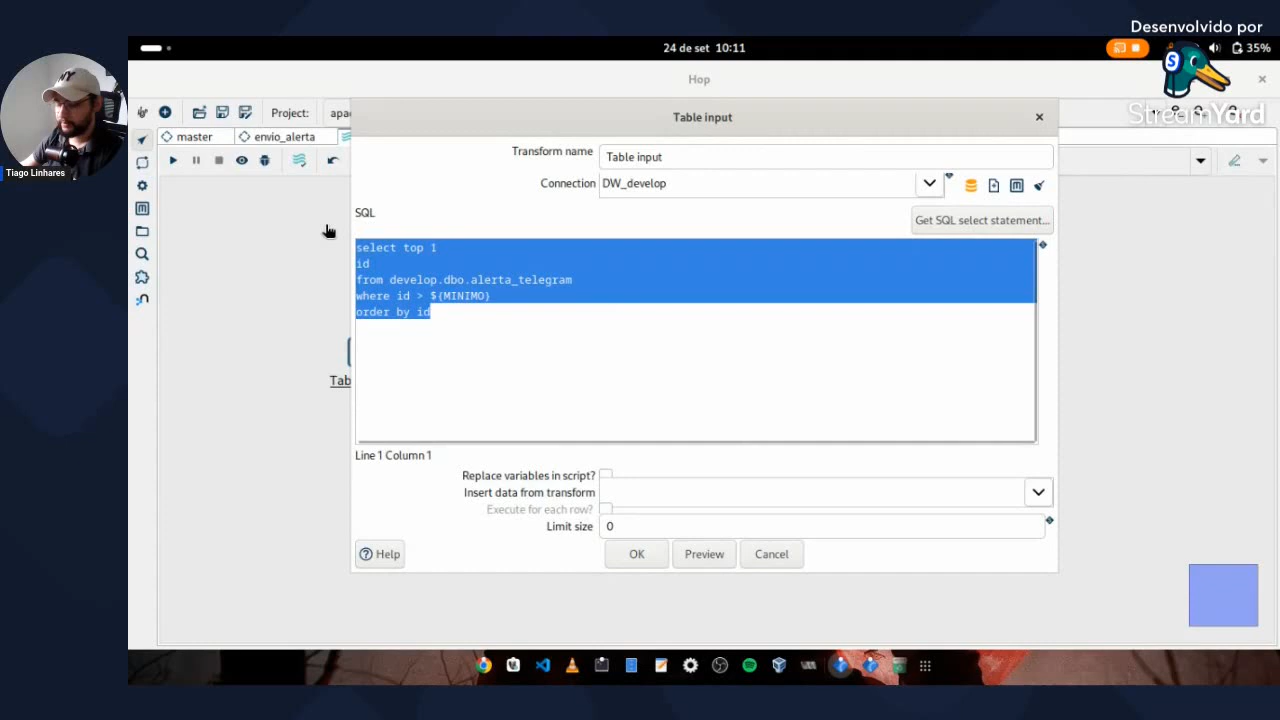 Desenvolvido por
StreamYard
24 de set 10:11
35%
Hop
Project:
apa
master
envio_alerta
Tiago Linhares
Table input
Transform name
Table input
Connection
DW_develop
SQL
Get SQL select statement...
select top 1
id
from develop.dbo.alerta_telegram
where id > ${MINIMO}
order by id
Tab
Line 1 Column 1
Replace variables in script?
Insert data from transform
Execute for each row?
Limit size
0
Help
OK
Preview
Cancel